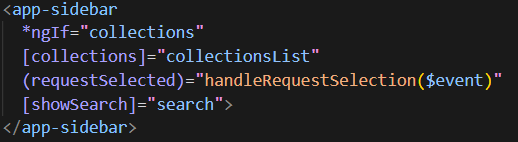 <app-sidebar
*ngIf="collections"
[collections]="collectionsList"
(requestSelected)="handleRequestSelection($event)"
[showSearch]="search">
</app-sidebar>